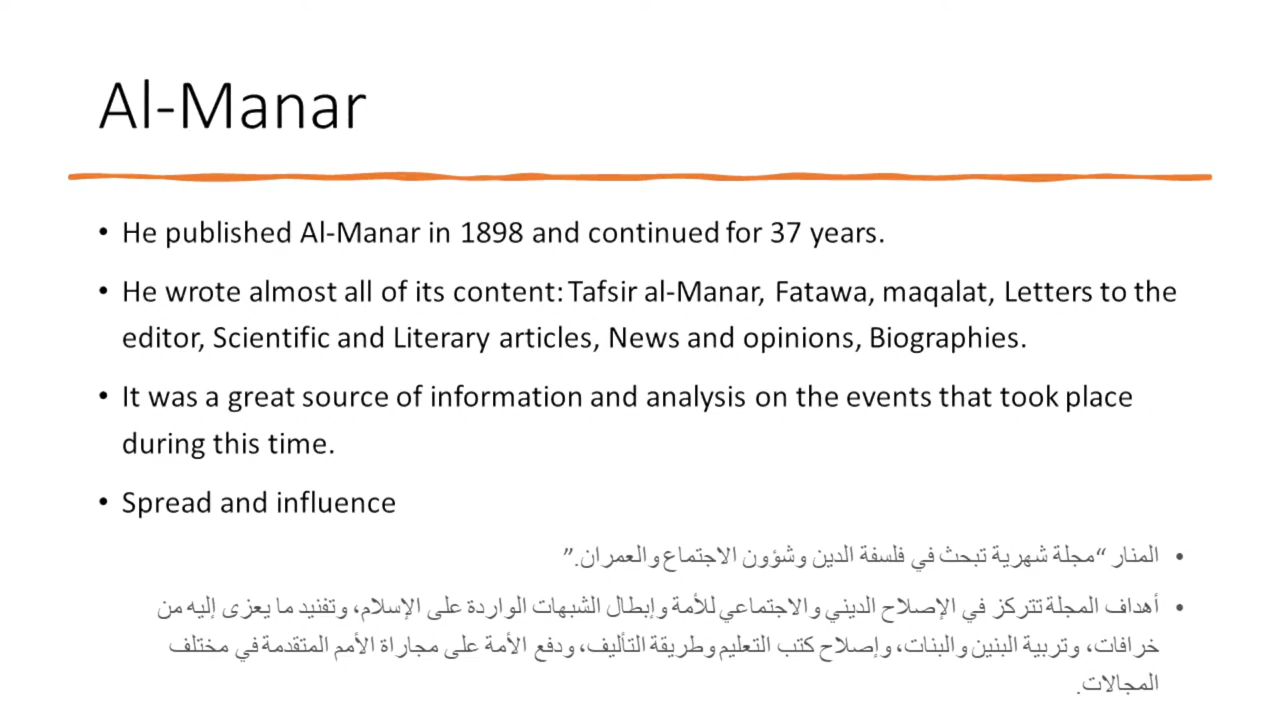 Al-Manar
• He published Al-Manar in 1898 and continued for 37 years.
• He wrote almost all of its content: Tafsir al-Manar, Fatawa, maqalat, Letters to the
editor, Scientific and Literary articles, News and opinions, Biographies.
• It was a great source of information and analysis on the events that took place
during this time.
• Spread and influence
• المنار “مجلة شهرية تبحث في فلسفة الدين وشؤون الاجتماع والعمران.”
• أهداف المجلة تتركز في الإصلاح الديني والاجتماعي للأمة وإبطال الشبهات الواردة على الإسلام، وتفنيد ما يعزى إليه من
خرافات، وتربية البنين والبنات، وإصلاح كتب التعليم وطريقة التأليف، ودفع الأمة على مجاراة الأمم المتقدمة في مختلف
المجالات.